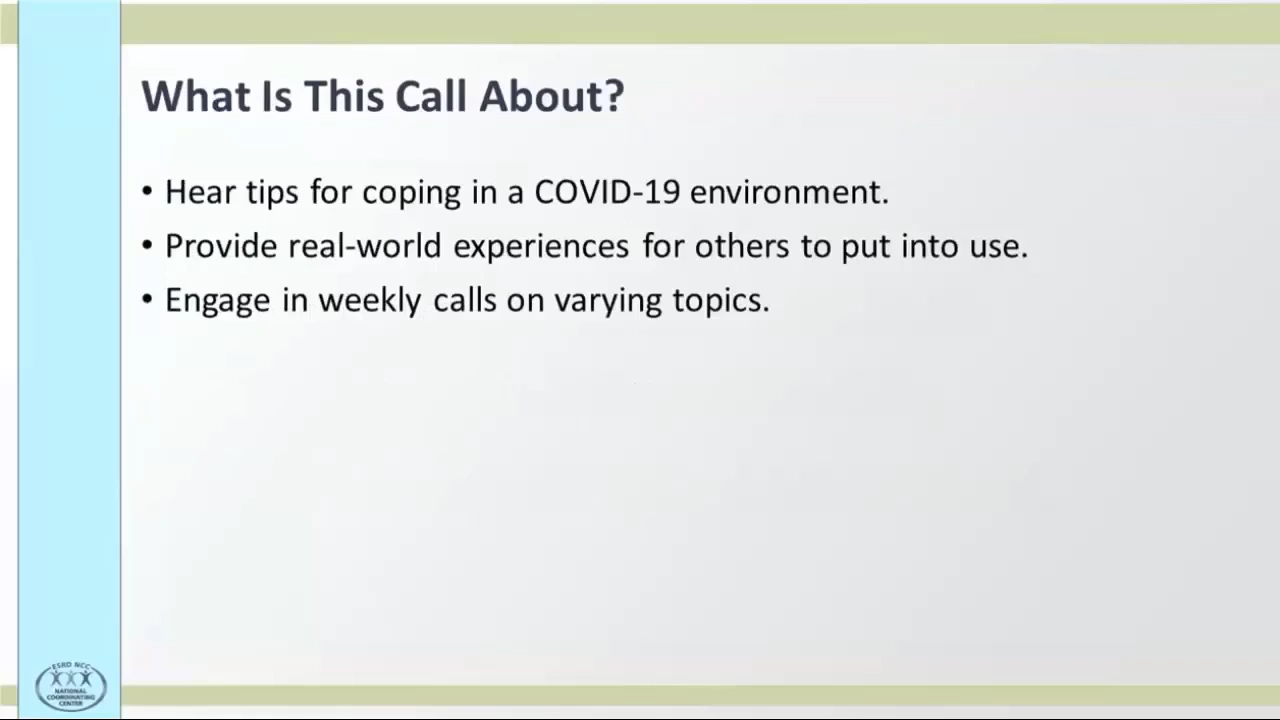 What Is This Call About?
• Hear tips for coping in a COVID-19 environment.
• Provide real-world experiences for others to put into use.
• Engage in weekly calls on varying topics.
ESRD NCC
NATIONAL
COORDINATING
CENTER